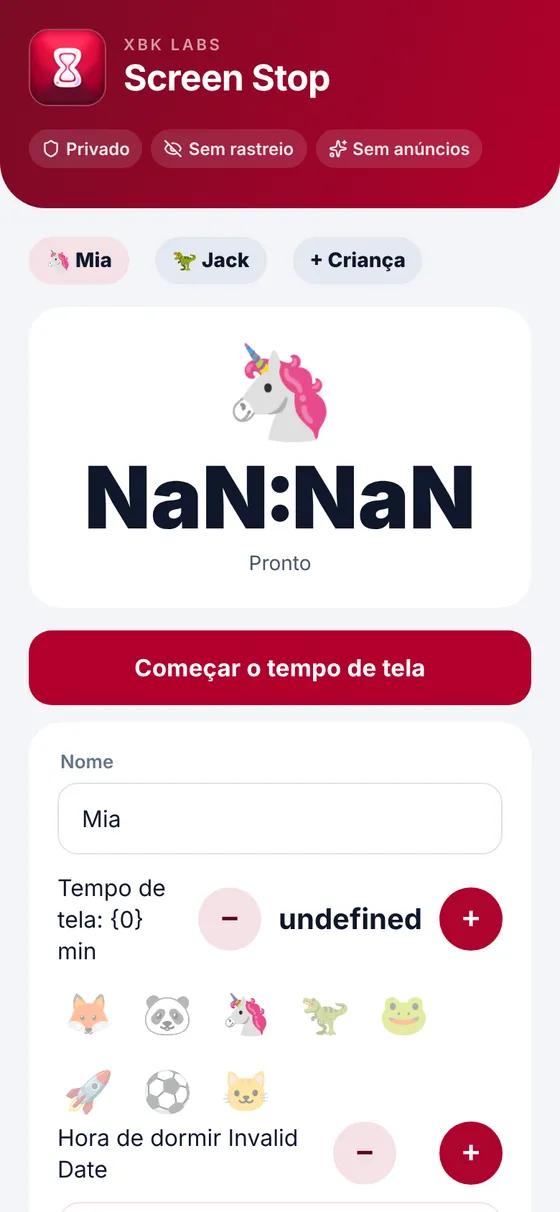 XBK LABS
Screen Stop
Privado
Sem rastreio
Sem anúncios
Mia
Jack
+ Criança
NaN:NaN
Pronto
Começar o tempo de tela
Nome
Mia
Tempo de
tela: {0}
min
−
undefined
+
Hora de dormir Invalid
Date
−
+